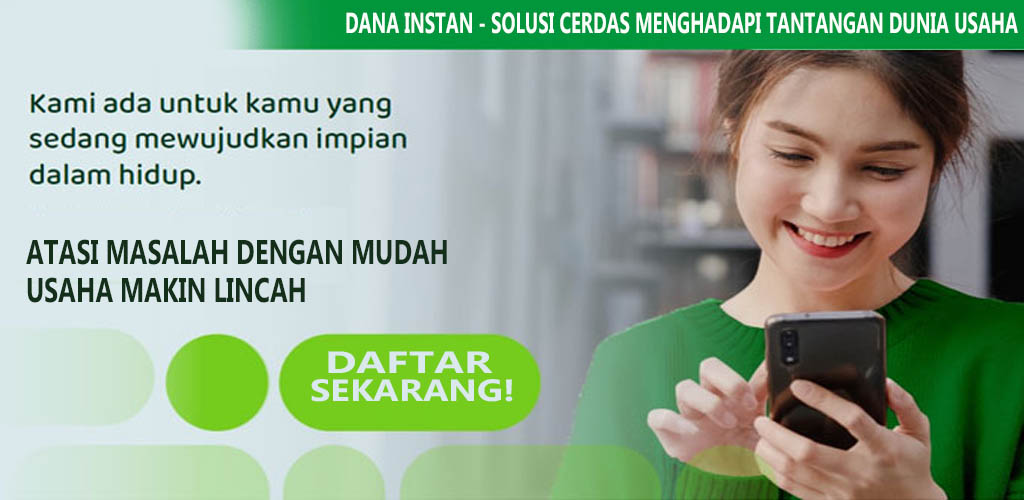 DANA INSTAN - SOLUSI CERDAS MENGHADAPI TANTANGAN DUNIA USAHA
Kami ada untuk kamu yang
sedang mewujudkan impian
dalam hidup.
ATASI MASALAH DENGAN MUDAH
USAHA MAKIN LINCAH
DAFTAR
SEKARANG!